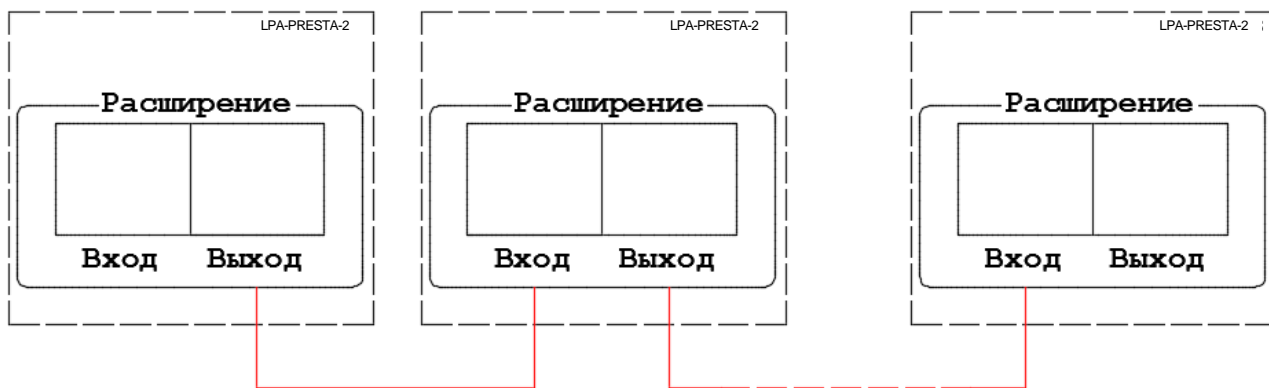 LPA-PRESTA-2 LPA-PRESTA-2 LPA-PRESTA-2
Расширение Расширение Расширение
Вход Выход Вход Выход Вход Выход